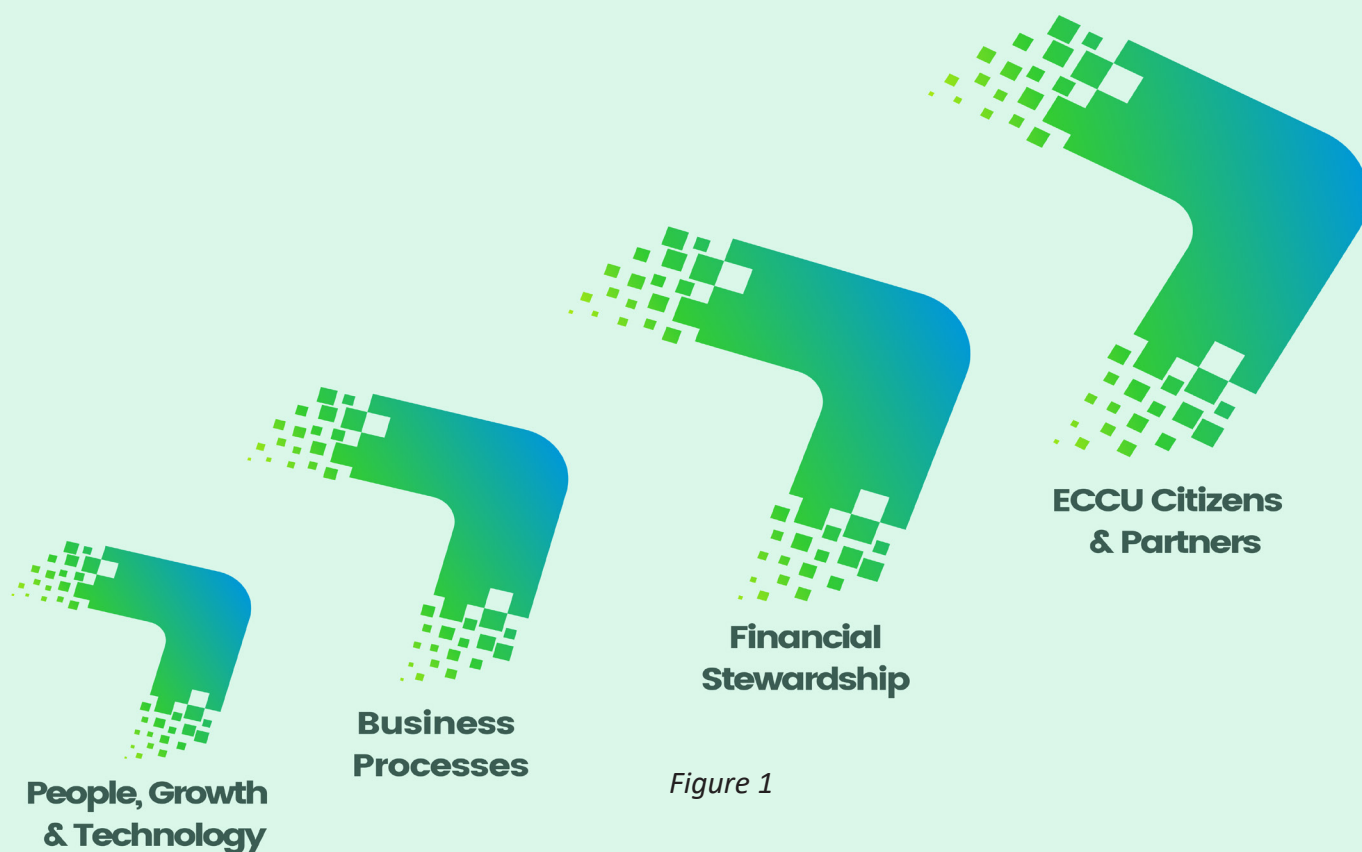 ECCU Citizens
& Partners
Financial
Stewardship
Business
Processes
Figure 1
People, Growth
& Technology